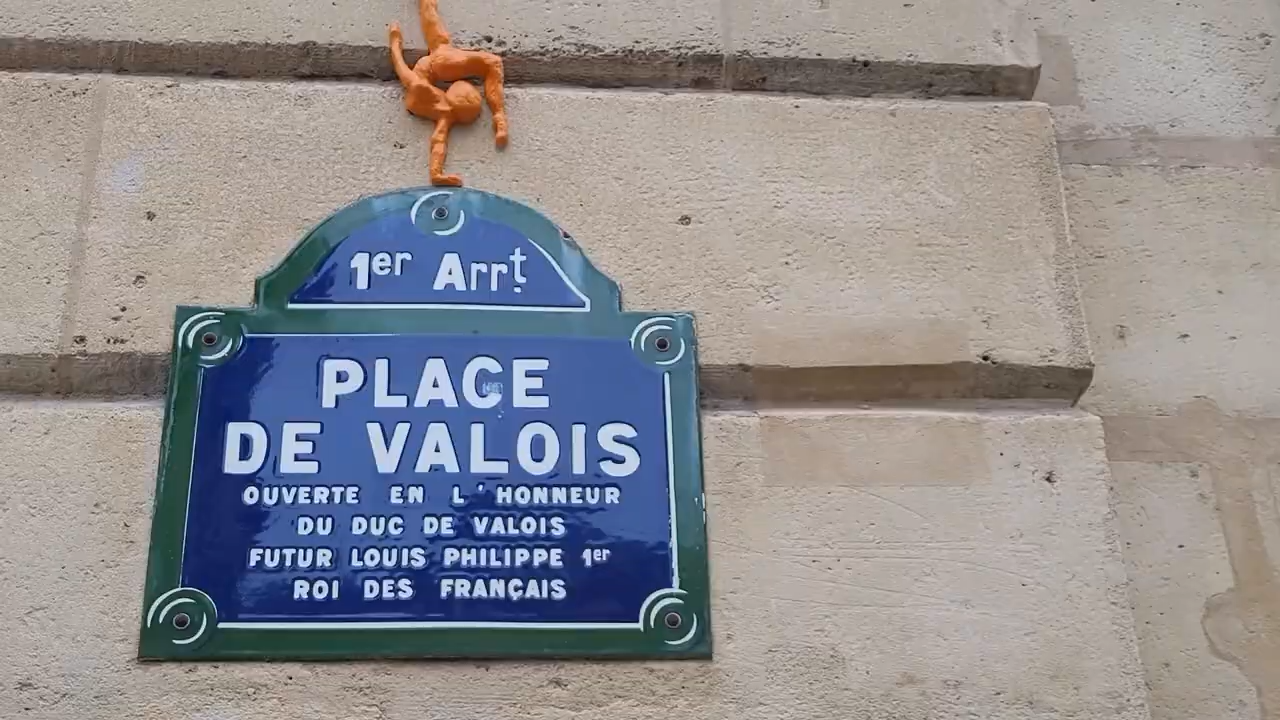 1er Arrt
PLACE
DE VALOIS
OUVERTE EN L'HONNEUR
DU DUC DE VALOIS
FUTUR LOUIS PHILIPPE 1er
ROI DES FRANÇAIS